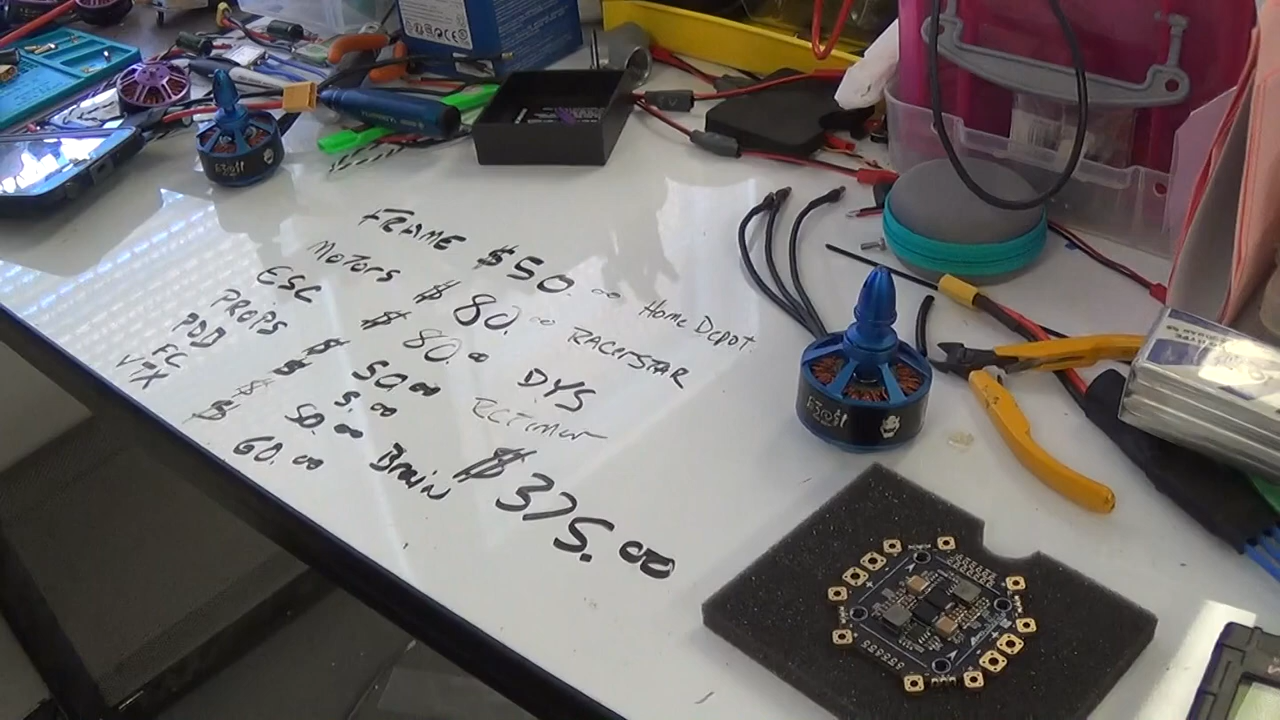 FRAME $50.00 Home Depot
MOTORS $80.00 RACERSTAR
ESC $80.00 DYS
PROPS $50.00 RCTimer
PDB $5.00
FC $50.00 Brain
VTX $60.00
$375.00